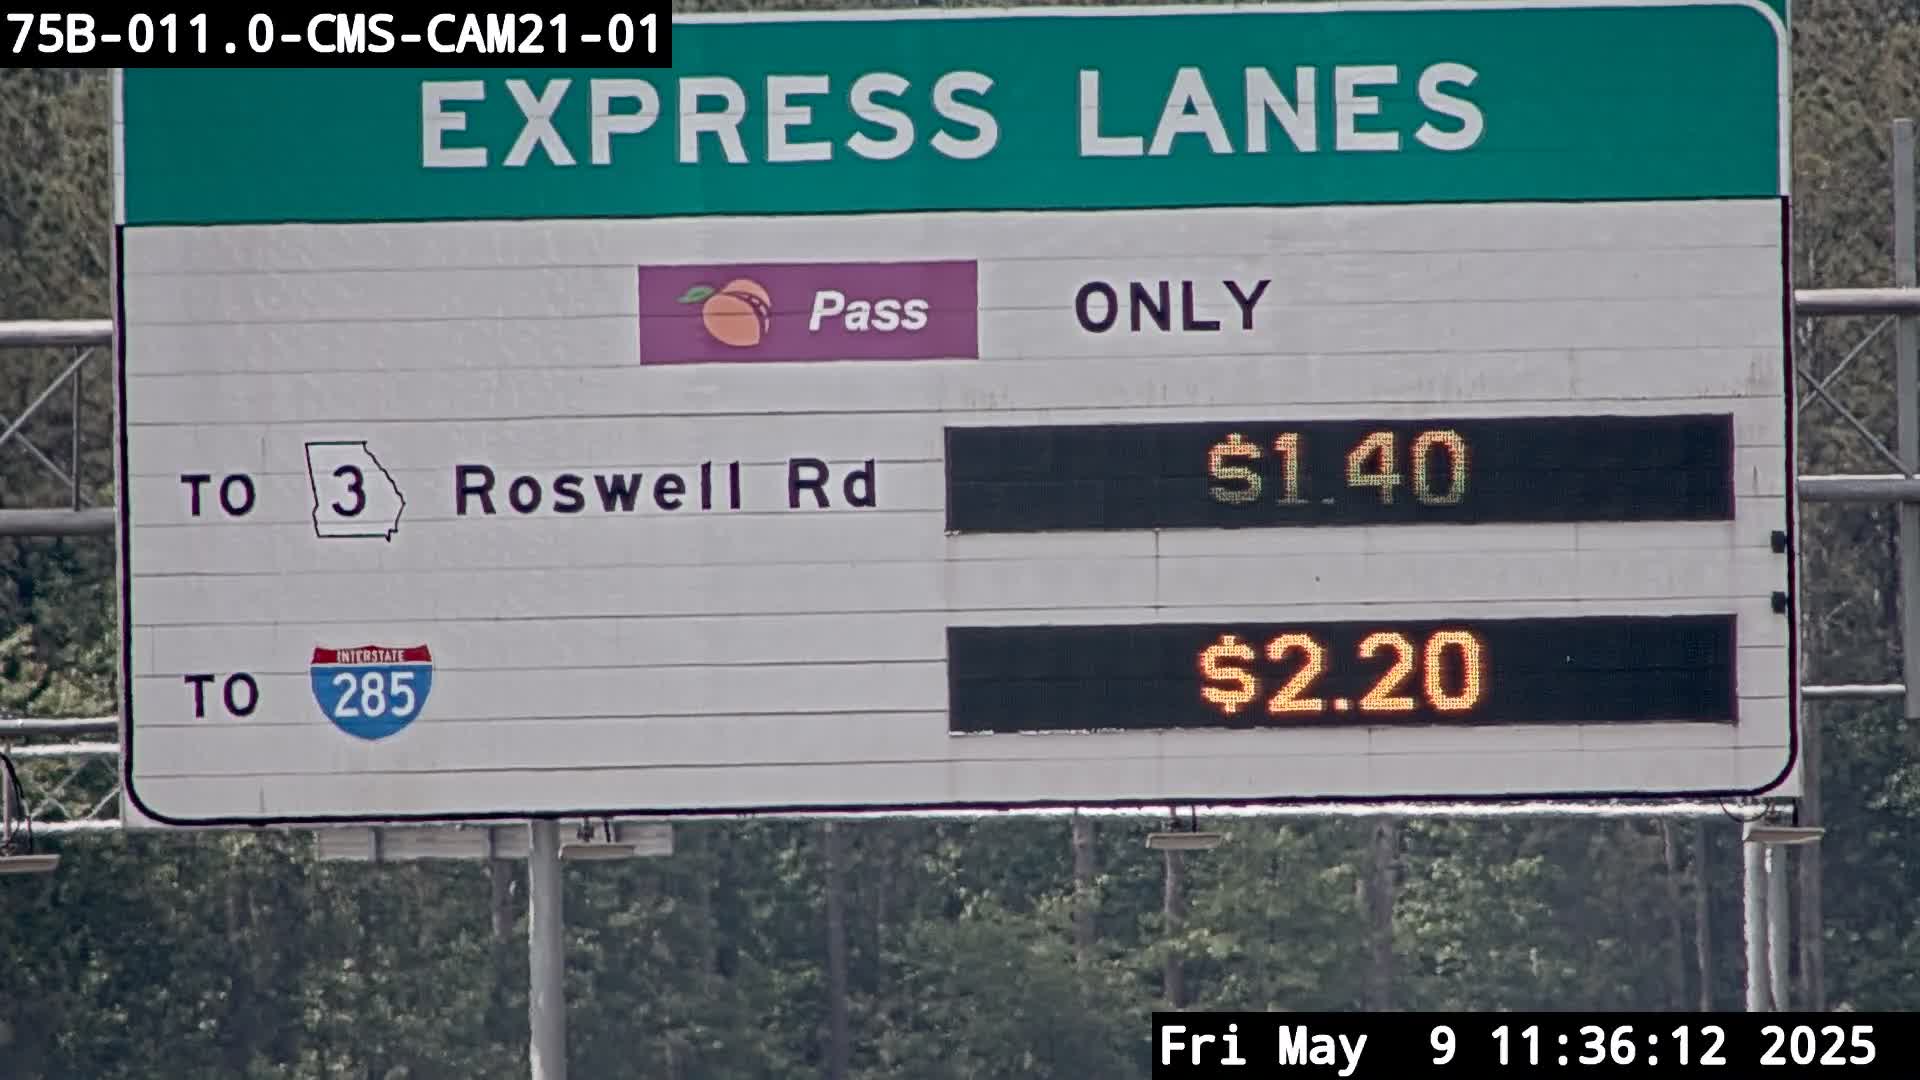 75B-011.0-CMS-CAM21-01
EXPRESS LANES
Pass ONLY
TO 3 Roswell Rd $1.40
TO INTERSTATE 285 $2.20
Fri May 9 11:36:12 2025